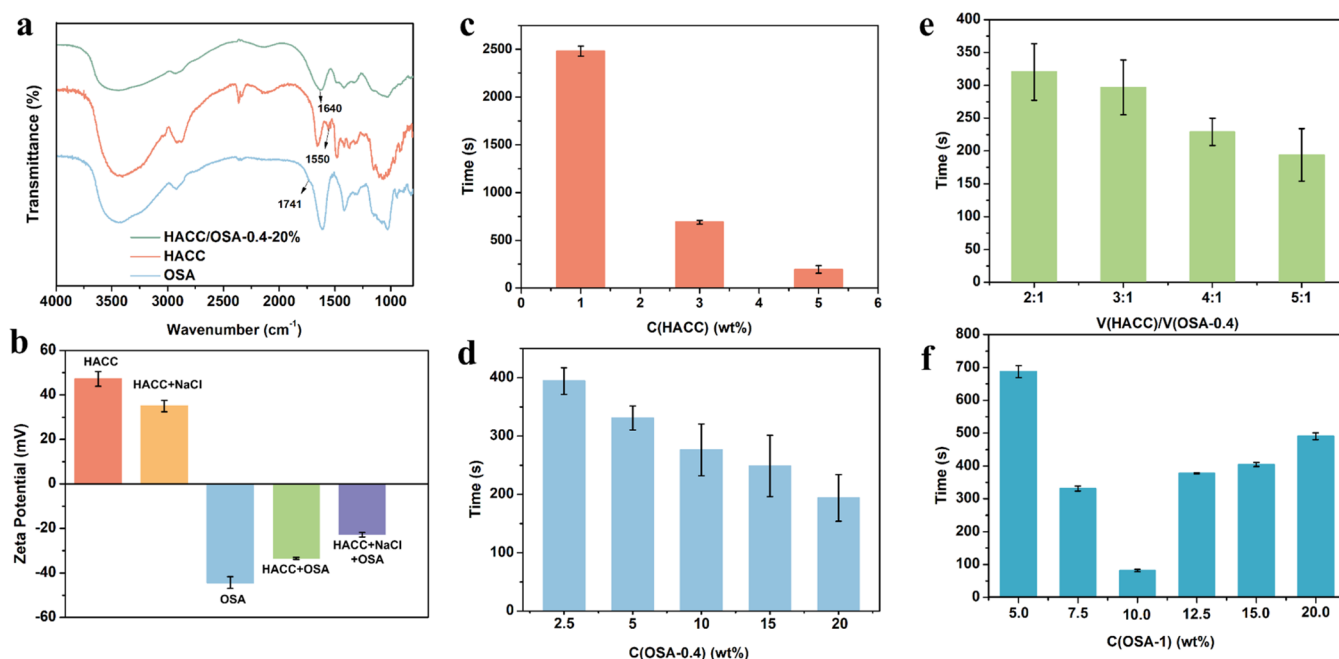 a
Transmittance (%)
1640
1550
1741
HACC/OSA-0.4-20%
HACC
OSA
4000 3500 3000 2500 2000 1500 1000
Wavenumber (cm-1)
b
Zeta Potential (mV)
60
40
20
0
-20
-40
-60
HACC
HACC+NaCl
OSA
HACC+OSA
HACC+NaCl
+OSA
c
Time (s)
2500
2000
1500
1000
500
0
0 1 2 3 4 5 6
C(HACC) (wt%)
d
Time (s)
400
300
200
100
0
2.5 5 10 15 20
C(OSA-0.4) (wt%)
e
Time (s)
400
350
300
250
200
150
100
50
0
2:1 3:1 4:1 5:1
V(HACC)/V(OSA-0.4)
f
Time (s)
800
700
600
500
400
300
200
100
0
5.0 7.5 10.0 12.5 15.0 20.0
C(OSA-1) (wt%)